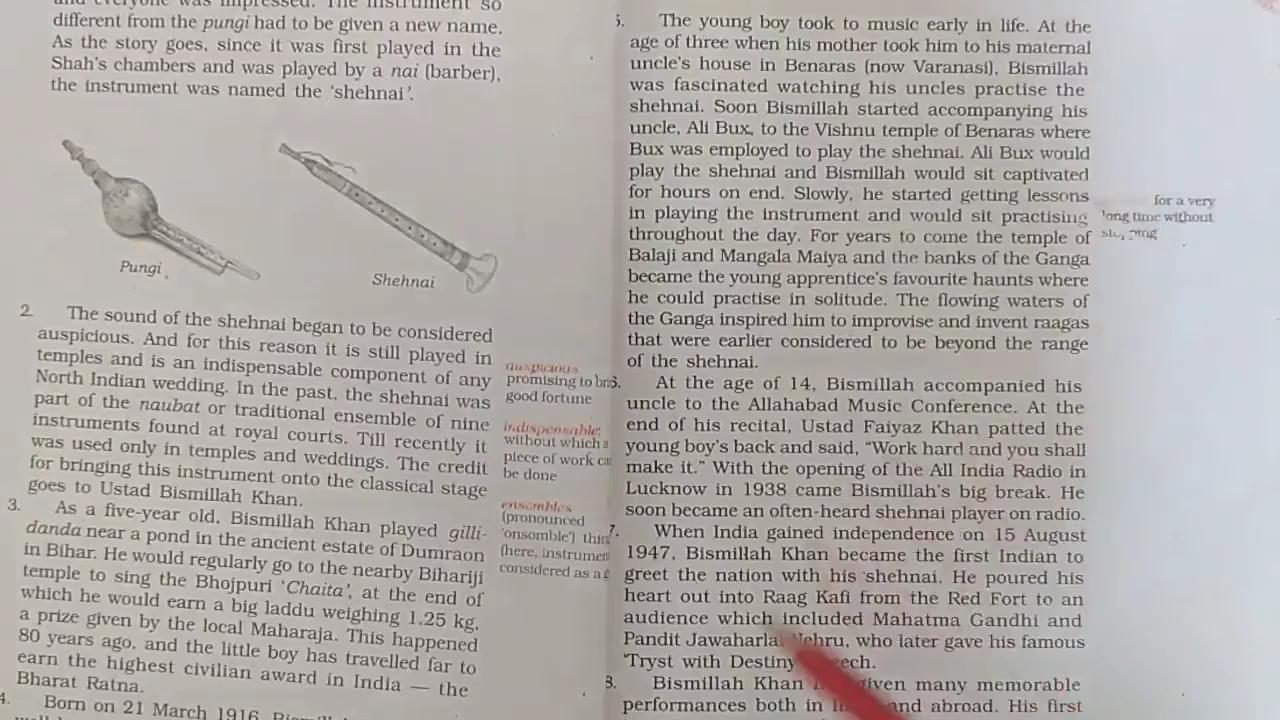 different from the pungi had to be given a new name.
As the story goes, since it was first played in the
Shah's chambers and was played by a nai (barber),
the instrument was named the 'shehnai'.
Pungi
Shehnai
2. The sound of the shehnai began to be considered
auspicious. And for this reason it is still played in
temples and is an indispensable component of any
North Indian wedding. In the past, the shehnai was
part of the naubat or traditional ensemble of nine
instruments found at royal courts. Till recently it
was used only in temples and weddings. The credit
for bringing this instrument onto the classical stage
goes to Ustad Bismillah Khan.
3. As a five-year old, Bismillah Khan played gilli-
danda near a pond in the ancient estate of Dumraon
in Bihar. He would regularly go to the nearby Bihariji
temple to sing the Bhojpuri 'Chaita', at the end of
which he would earn a big laddu weighing 1.25 kg,
a prize given by the local Maharaja. This happened
80 years ago, and the little boy has travelled far to
earn the highest civilian award in India — the
Bharat Ratna.
4. Born on 21 March 1916,
auspicious
promising to
good fortune
indispensable:
without which a
piece of work
be done
ensembles
(pronounced
'onsomble')
(here,
considered as a
5. The young boy took to music early in life. At the
age of three when his mother took him to his maternal
uncle's house in Benaras (now Varanasi), Bismillah
was fascinated watching his uncles practise the
shehnai. Soon Bismillah started accompanying his
uncle, Ali Bux, to the Vishnu temple of Benaras where
Bux was employed to play the shehnai. Ali Bux would
play the shehnai and Bismillah would sit captivated
for hours on end. Slowly, he started getting lessons
in playing the instrument and would sit practising
throughout the day. For years to come the temple of
Balaji and Mangala Maiya and the banks of the Ganga
became the young apprentice's favourite haunts where
he could practise in solitude. The flowing waters of
the Ganga inspired him to improvise and invent raagas
that were earlier considered to be beyond the range
of the shehnai.
6. At the age of 14, Bismillah accompanied his
uncle to the Allahabad Music Conference. At the
end of his recital, Ustad Faiyaz Khan patted the
young boy's back and said, "Work hard and you shall
make it." With the opening of the All India Radio in
Lucknow in 1938 came Bismillah's big break. He
soon became an often-heard shehnai player on radio.
7. When India gained independence on 15 August
1947, Bismillah Khan became the first Indian to
greet the nation with his shehnai. He poured his
heart out into Raag Kafi from the Red Fort to an
audience which included Mahatma Gandhi and
Pandit Jawaharlal Nehru, who later gave his famous
'Tryst with Destiny'
8. Bismillah Khan given many memorable
performances both in and abroad. His first
for a very
long time without